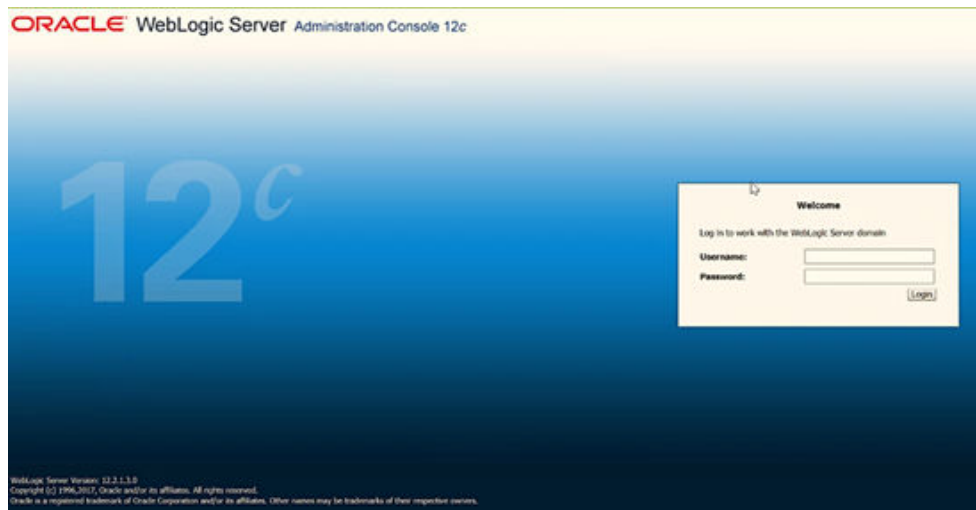 ORACLE WebLogic Server Administration Console 12c
12c
Welcome
Log in to work with the WebLogic Server domain
Username:
Password:
Login
WebLogic Server Version: 12.2.1.3.0
Copyright (c) 1996,2017, Oracle and/or its affiliates. All rights reserved.
Oracle is a registered trademark of Oracle Corporation and/or its affiliates. Other names may be trademarks of their respective owners.